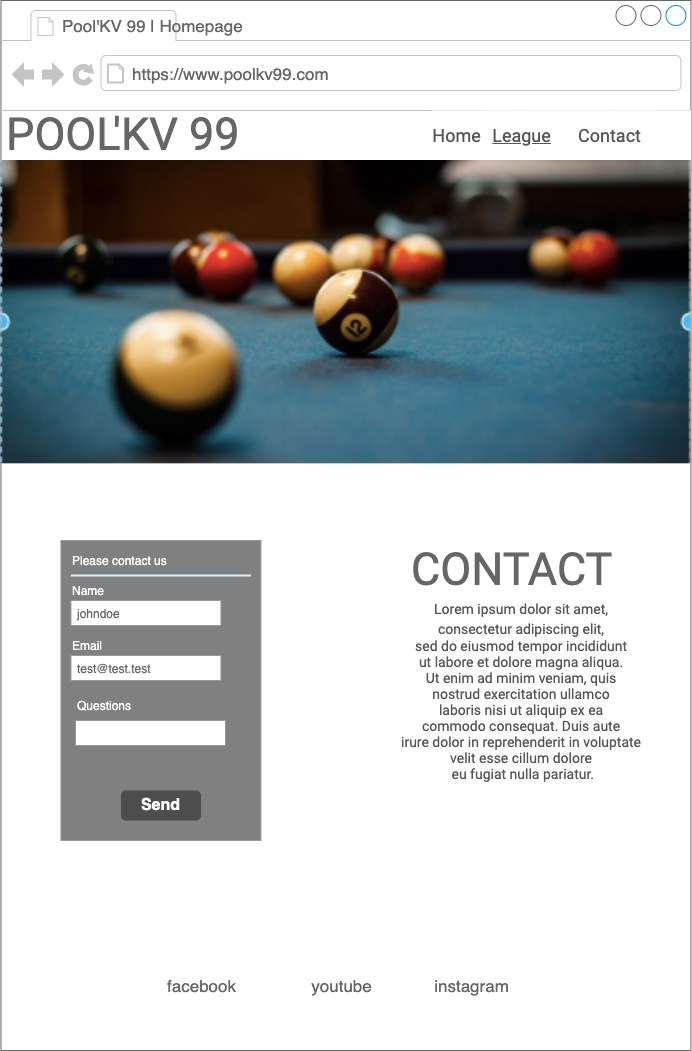 Pool'KV 99 | Homepage
https://www.poolkv99.com
POOL'KV 99
Home League Contact
12
Please contact us
Name
johndoe
Email
test@test.test
Questions
Send
CONTACT
Lorem ipsum dolor sit amet,
consectetur adipiscing elit,
sed do eiusmod tempor incididunt
ut labore et dolore magna aliqua.
Ut enim ad minim veniam, quis
nostrud exercitation ullamco
laboris nisi ut aliquip ex ea
commodo consequat. Duis aute
irure dolor in reprehenderit in voluptate
velit esse cillum dolore
eu fugiat nulla pariatur.
facebook youtube instagram